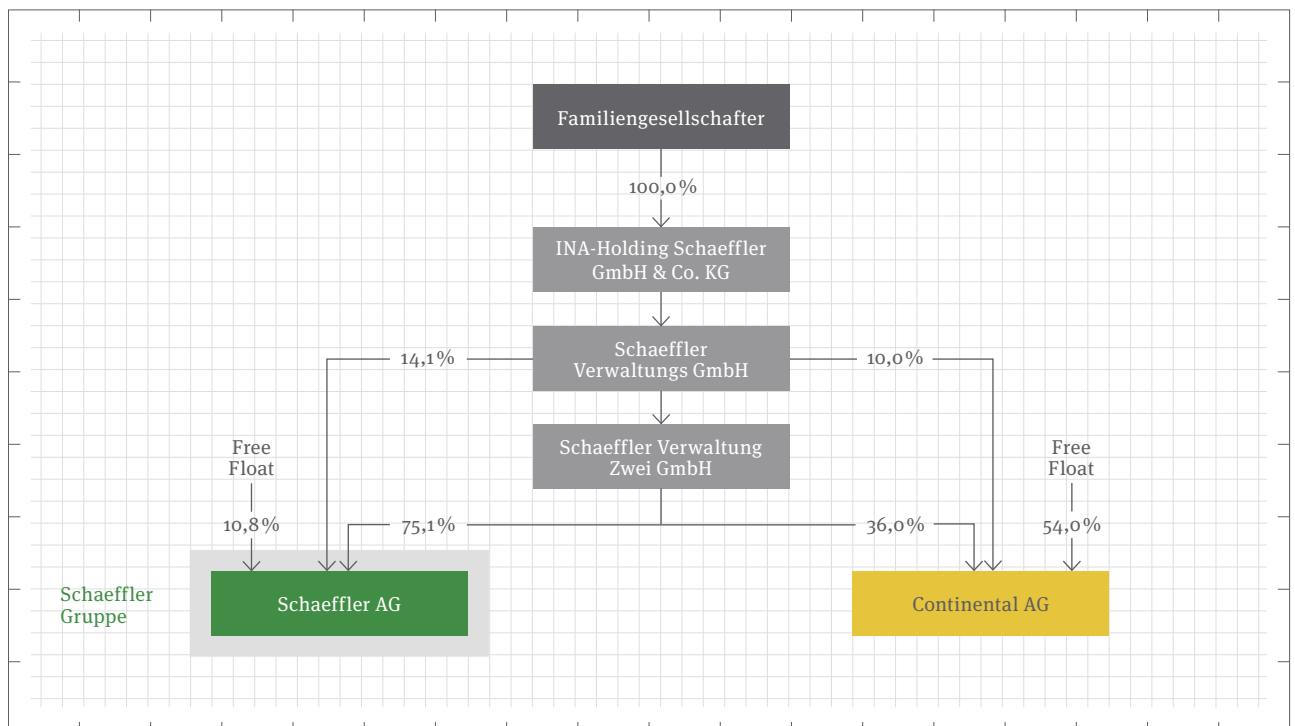 Familiengesellschafter
100,0%
INA-Holding Schaeffler
GmbH & Co. KG
14,1%
Schaeffler
Verwaltungs GmbH
10,0%
Free
Float
Schaeffler Verwaltung
Zwei GmbH
Free
Float
10,8%
75,1%
36,0%
54,0%
Schaeffler
Gruppe
Schaeffler AG
Continental AG